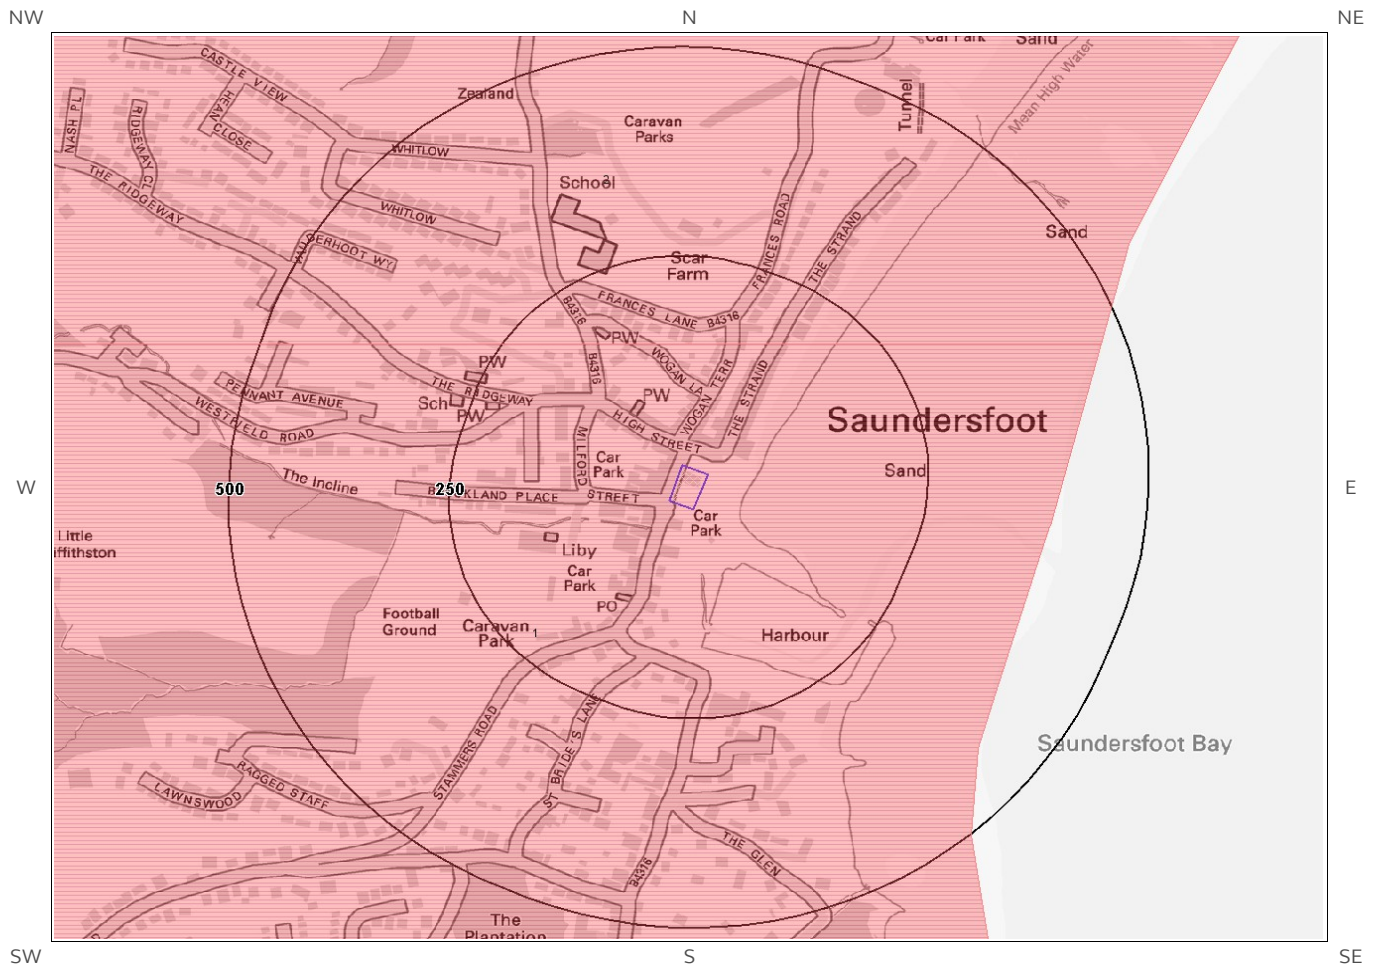 NW
N
NE
Car Park
Sand
CASTLE VIEW
Mean High Water
Zealand
HEAN
CLOSE
NASH PL
RIDGEWAY CL
Tunnel
Caravan
Parks
WHITLOW
THE RIDGEWAY
School
2
WHITLOW
FRANCES ROAD
THE STRAND
Sand
WY
Scar
Farm
B4316
FRANCES LANE B4316
PW
B4316
WOGAN LA
WOGAN TERR
THE STRAND
PW
THE RIDGEWAY
PW
Sch
PW
PENNANT AVENUE
WESTFIELD ROAD
HIGH STREET
Saundersfoot
MILFORD
STREET
Car
Park
Sand
The Incline
W
500
250
PLACE
E
Car
Park
Little
iffithston
Liby
Car
Park
PO
Football
Ground
Caravan
Park
1
Harbour
STAMMERS ROAD
ST BRIDE'S LANE
Saundersfoot Bay
RAGGED STAFF
LAWNSWOOD
THE GLEN
B4316
The
Plantation
SW
S
SE